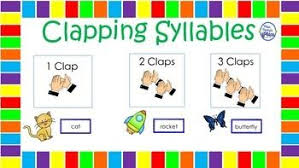 Clapping Syllables
1 Clap
2 Claps
3 Claps
cat
rocket
butterfly